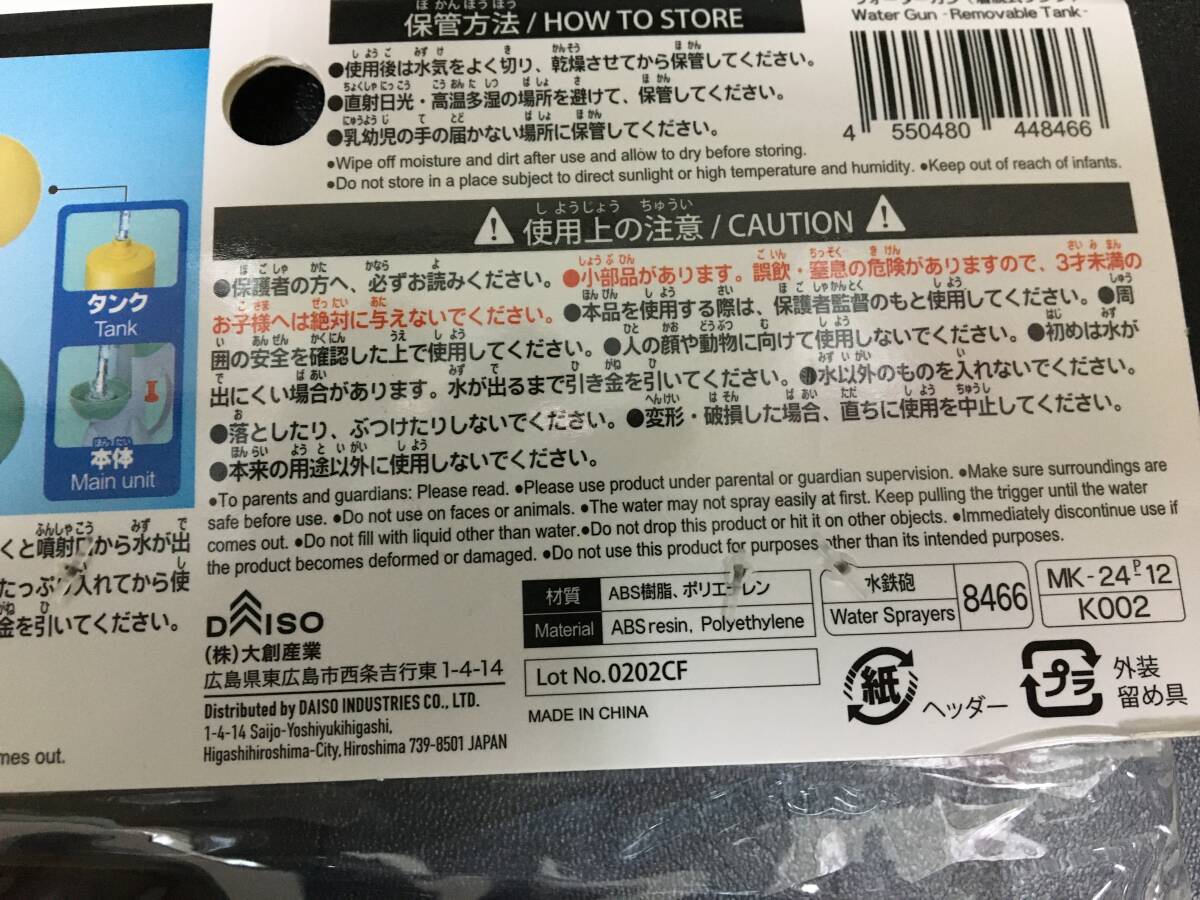 保管方法 / HOW TO STORE
●使用後は水気をよく切り、乾燥させてから保管してください。
●直射日光・高温多湿の場所を避けて、保管してください。
●乳幼児の手の届かない場所に保管してください。
●Wipe off moisture and dirt after use and allow to dry before storing.
●Do not store in a place subject to direct sunlight or high temperature and humidity. ●Keep out of reach of infants.
Water Gun -Removable Tank-
4 550480 448466
使用上の注意 / CAUTION
●保護者の方へ、必ずお読みください。●小部品があります。誤飲・窒息の危険がありますので、3才未満の
お子様へは絶対に与えないでください。●本品を使用する際は、保護者監督のもと使用してください。●周
囲の安全を確認した上で使用してください。●人の顔や動物に向けて使用しないでください。●初めは水が
出にくい場合があります。水が出るまで引き金を引いてください。●水以外のものを入れないでください。
●落としたり、ぶつけたりしないでください。●変形・破損した場合、直ちに使用を中止してください。
●本来の用途以外に使用しないでください。
●To parents and guardians: Please read. ●Please use product under parental or guardian supervision. ●Make sure surroundings are
safe before use. ●Do not use on faces or animals. ●The water may not spray easily at first. Keep pulling the trigger until the water
comes out. ●Do not fill with liquid other than water.●Do not drop this product or hit it on other objects. ●Immediately discontinue use if
the product becomes deformed or damaged. ●Do not use this product for purposes other than its intended purposes.
タンク
Tank
本体
Main unit
くと噴射口から水が出
たっぷり入れてから使
金を引いてください。
mes out.
DAISO
(株)大創産業
広島県東広島市西条吉行東1-4-14
Distributed by DAISO INDUSTRIES CO., LTD.
1-4-14 Saijo-Yoshiyukihigashi,
Higashihiroshima-City, Hiroshima 739-8501 JAPAN
材質 ABS樹脂、ポリエチレン
Material ABS resin, Polyethylene
Lot No. 0202CF
MADE IN CHINA
水鉄砲
Water Sprayers
8466
MK-24-P-12
K002
紙 ヘッダー
プラ 外装
留め具